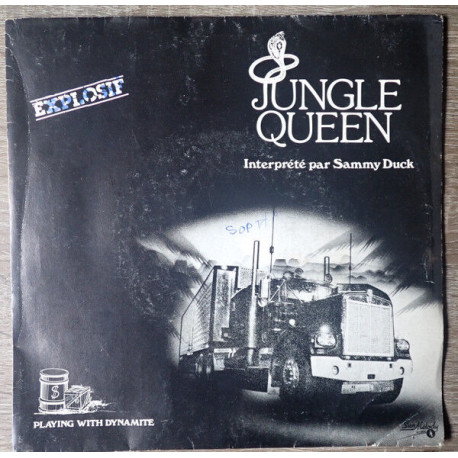 EXPLOSIF
JUNGLE
QUEEN
Interprété par Sammy Duck
$
PLAYING WITH DYNAMITE